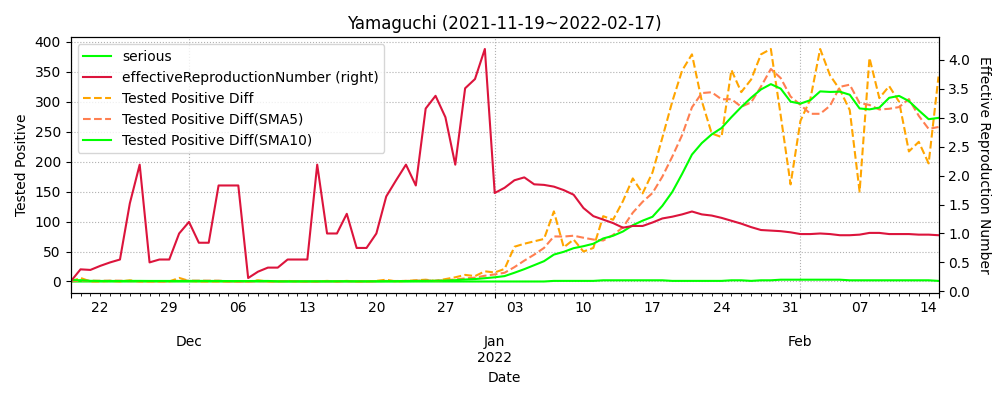 Yamaguchi (2021-11-19~2022-02-17)
serious
effectiveReproductionNumber (right)
Tested Positive Diff
Tested Positive Diff(SMA5)
Tested Positive Diff(SMA10)
Tested Positive
400
350
300
250
200
150
100
50
0
4.0
3.5
3.0
2.5
2.0
1.5
1.0
0.5
0.0
Effective Reproduction Number
22 29 06 13 20 27 03 10 17 24 31 07 14
Dec Jan Feb
2022
Date